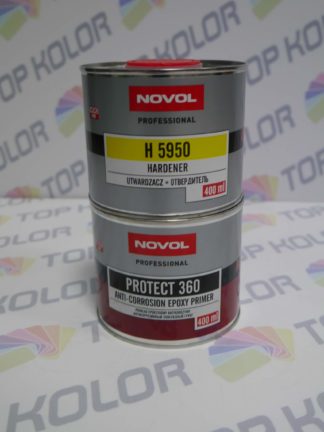 TOP KOLOR
NOVOL
PROFESSIONAL
H 5950
HARDENER
UTWARDZACZ • ОТВЕРДИТЕЛЬ
400 ml
NOVOL
PROFESSIONAL
PROTECT 360
ANTI-CORROSION EPOXY PRIMER
400 ml
TOP KOLOR